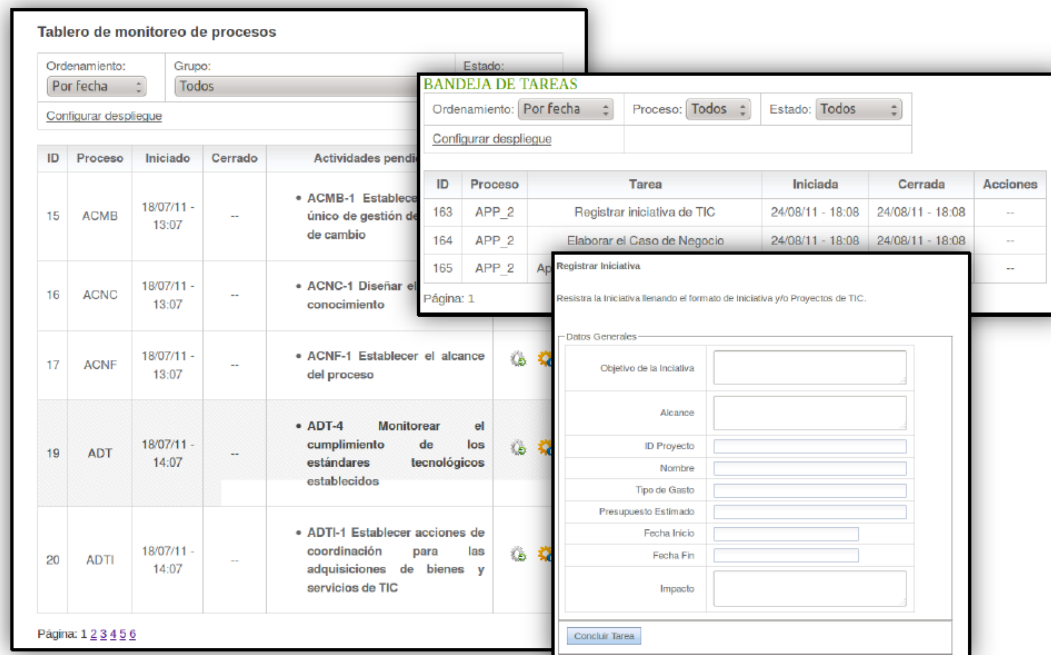 Tablero de monitoreo de procesos
Ordenamiento: Grupo: Estado:
Por fecha Todos
Configurar despliegue
ID Proceso Iniciado Cerrado Actividades
15 ACMB 18/07/11 - 13:07 --
• ACMB-1
único de gestión
de cambio
16 ACNC 18/07/11 - 13:07 --
• ACNC-1 Diseñar el
conocimiento
17 ACNF 18/07/11 - 13:07 --
• ACNF-1 Establecer el alcance
del proceso
19 ADT 18/07/11 - 14:07 --
• ADT-4 Monitorear el
cumplimiento de los
estándares tecnológicos
establecidos
20 ADTI 18/07/11 - 14:07 --
• ADTI-1 Establecer acciones de
coordinación para las
adquisiciones de bienes y
servicios de TIC
Página: 1 2 3 4 5 6
BANDEJA DE TAREAS
Ordenamiento: Por fecha Proceso: Todos Estado: Todos
Configurar despliegue
ID Proceso Tarea Iniciada Cerrada Acciones
163 APP_2 Registrar iniciativa de TIC 24/08/11 - 18:08 24/08/11 - 18:08 --
164 APP_2 Elaborar el Caso de Negocio 24/08/11 - 18:08 24/08/11 - 18:08 --
165 APP_2 --
Página: 1
Registrar Iniciativa
Resistra la Iniciativa llenando el formato de Iniciativa y/o Proyectos de TIC.
Datos Generales
Objetivo de la Inciativa
Alcance
ID Proyecto
Nombre
Tipo de Gasto
Presupuesto Estimado
Fecha Inicio
Fecha Fin
Impacto
Concluir Tarea